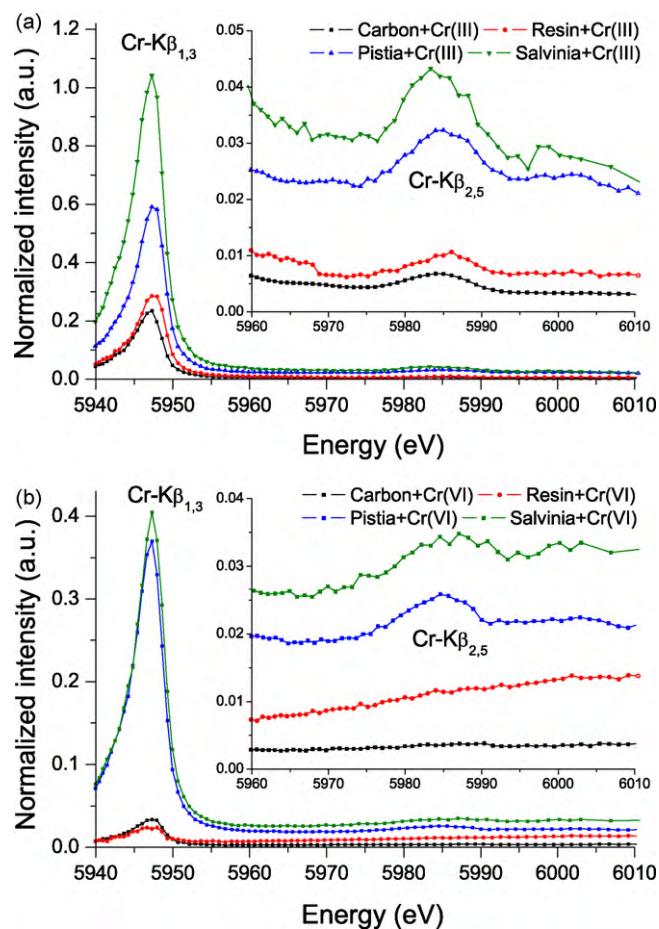 (a)
Cr-Kβ1,3
Carbon+Cr(III) Resin+Cr(III)
Pistia+Cr(III) Salvinia+Cr(III)
Cr-Kβ2,5
0.05
0.04
0.03
0.02
0.01
0.00
5960 5970 5980 5990 6000 6010
Normalized intensity (a.u.)
1.2
1.0
0.8
0.6
0.4
0.2
0.0
5940 5950 5960 5970 5980 5990 6000 6010
Energy (eV)
(b)
Cr-Kβ1,3
Carbon+Cr(VI) Resin+Cr(VI)
Pistia+Cr(VI) Salvinia+Cr(VI)
Cr-Kβ2,5
0.04
0.03
0.02
0.01
0.00
5960 5970 5980 5990 6000 6010
Normalized intensity (a.u.)
0.4
0.3
0.2
0.1
0.0
5940 5950 5960 5970 5980 5990 6000 6010
Energy (eV)